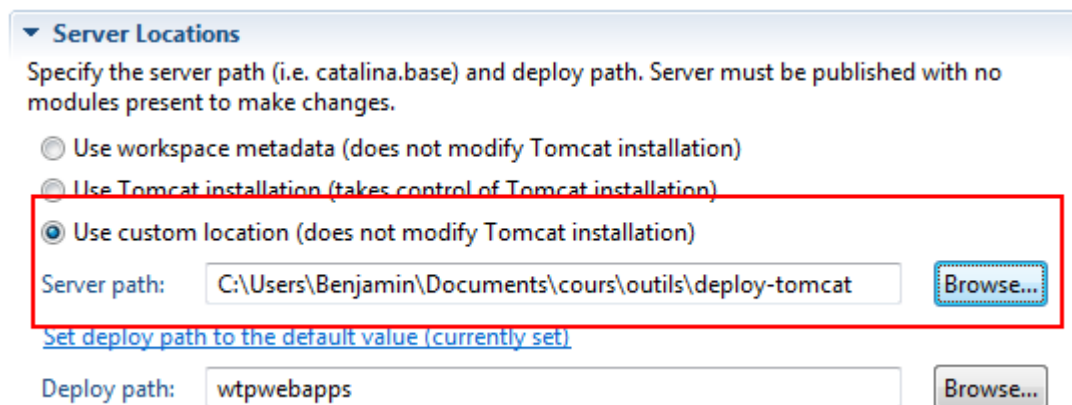 Server Locations
Specify the server path (i.e. catalina.base) and deploy path. Server must be published with no
modules present to make changes.
Use workspace metadata (does not modify Tomcat installation)
Use Tomcat installation (takes control of Tomcat installation)
Use custom location (does not modify Tomcat installation)
Server path: C:\Users\Benjamin\Documents\cours\outils\deploy-tomcat Browse...
Set deploy path to the default value (currently set)
Deploy path: wtpwebapps Browse...